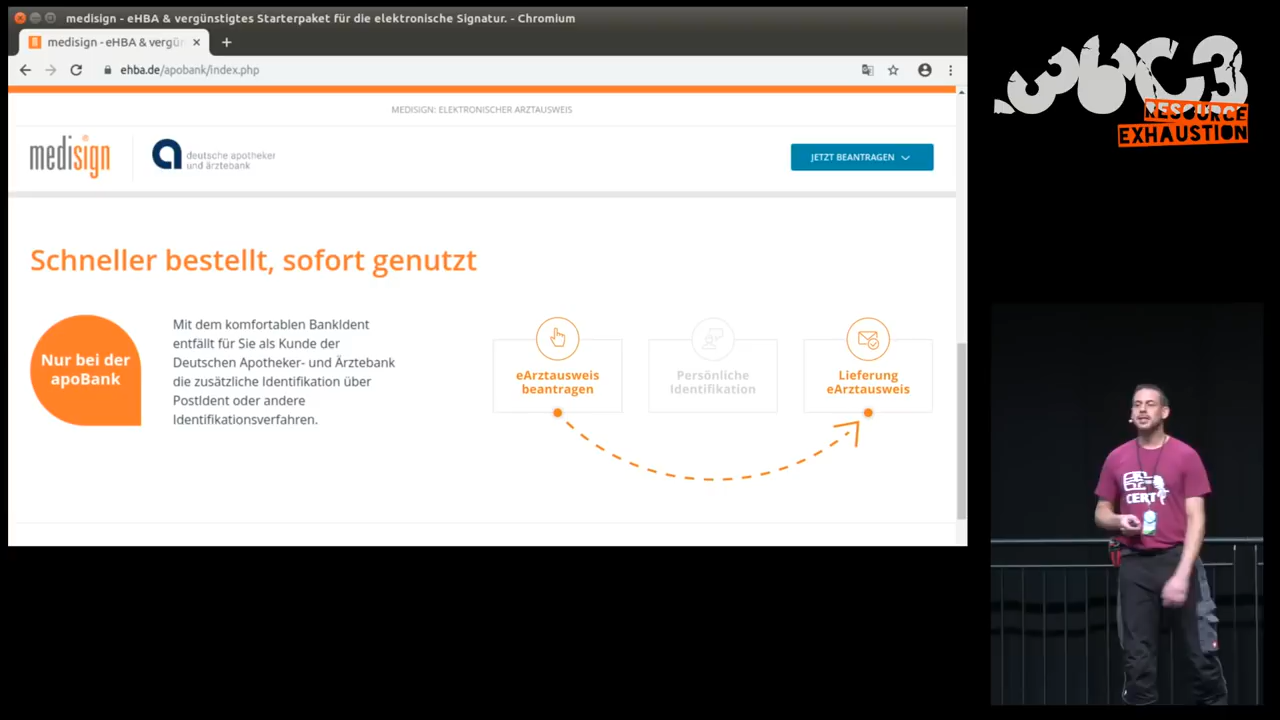 medisign - eHBA & vergünstigtes Starterpaket für die elektronische Signatur. - Chromium
medisign - eHBA & vergün
ehba.de/apobank/index.php
MEDISIGN: ELEKTRONISCHER ARZTAUSWEIS
medisign
deutsche apotheker
und ärztebank
JETZT BEANTRAGEN
Schneller bestellt, sofort genutzt
Nur bei der
apoBank
Mit dem komfortablen BankIdent
entfällt für Sie als Kunde der
Deutschen Apotheker- und Ärztebank
die zusätzliche Identifikation über
PostIdent oder andere
Identifikationsverfahren.
eArztausweis
beantragen
Persönliche
Identifikation
Lieferung
eArztausweis
36C3
RESOURCE
EXHAUSTION
CERT